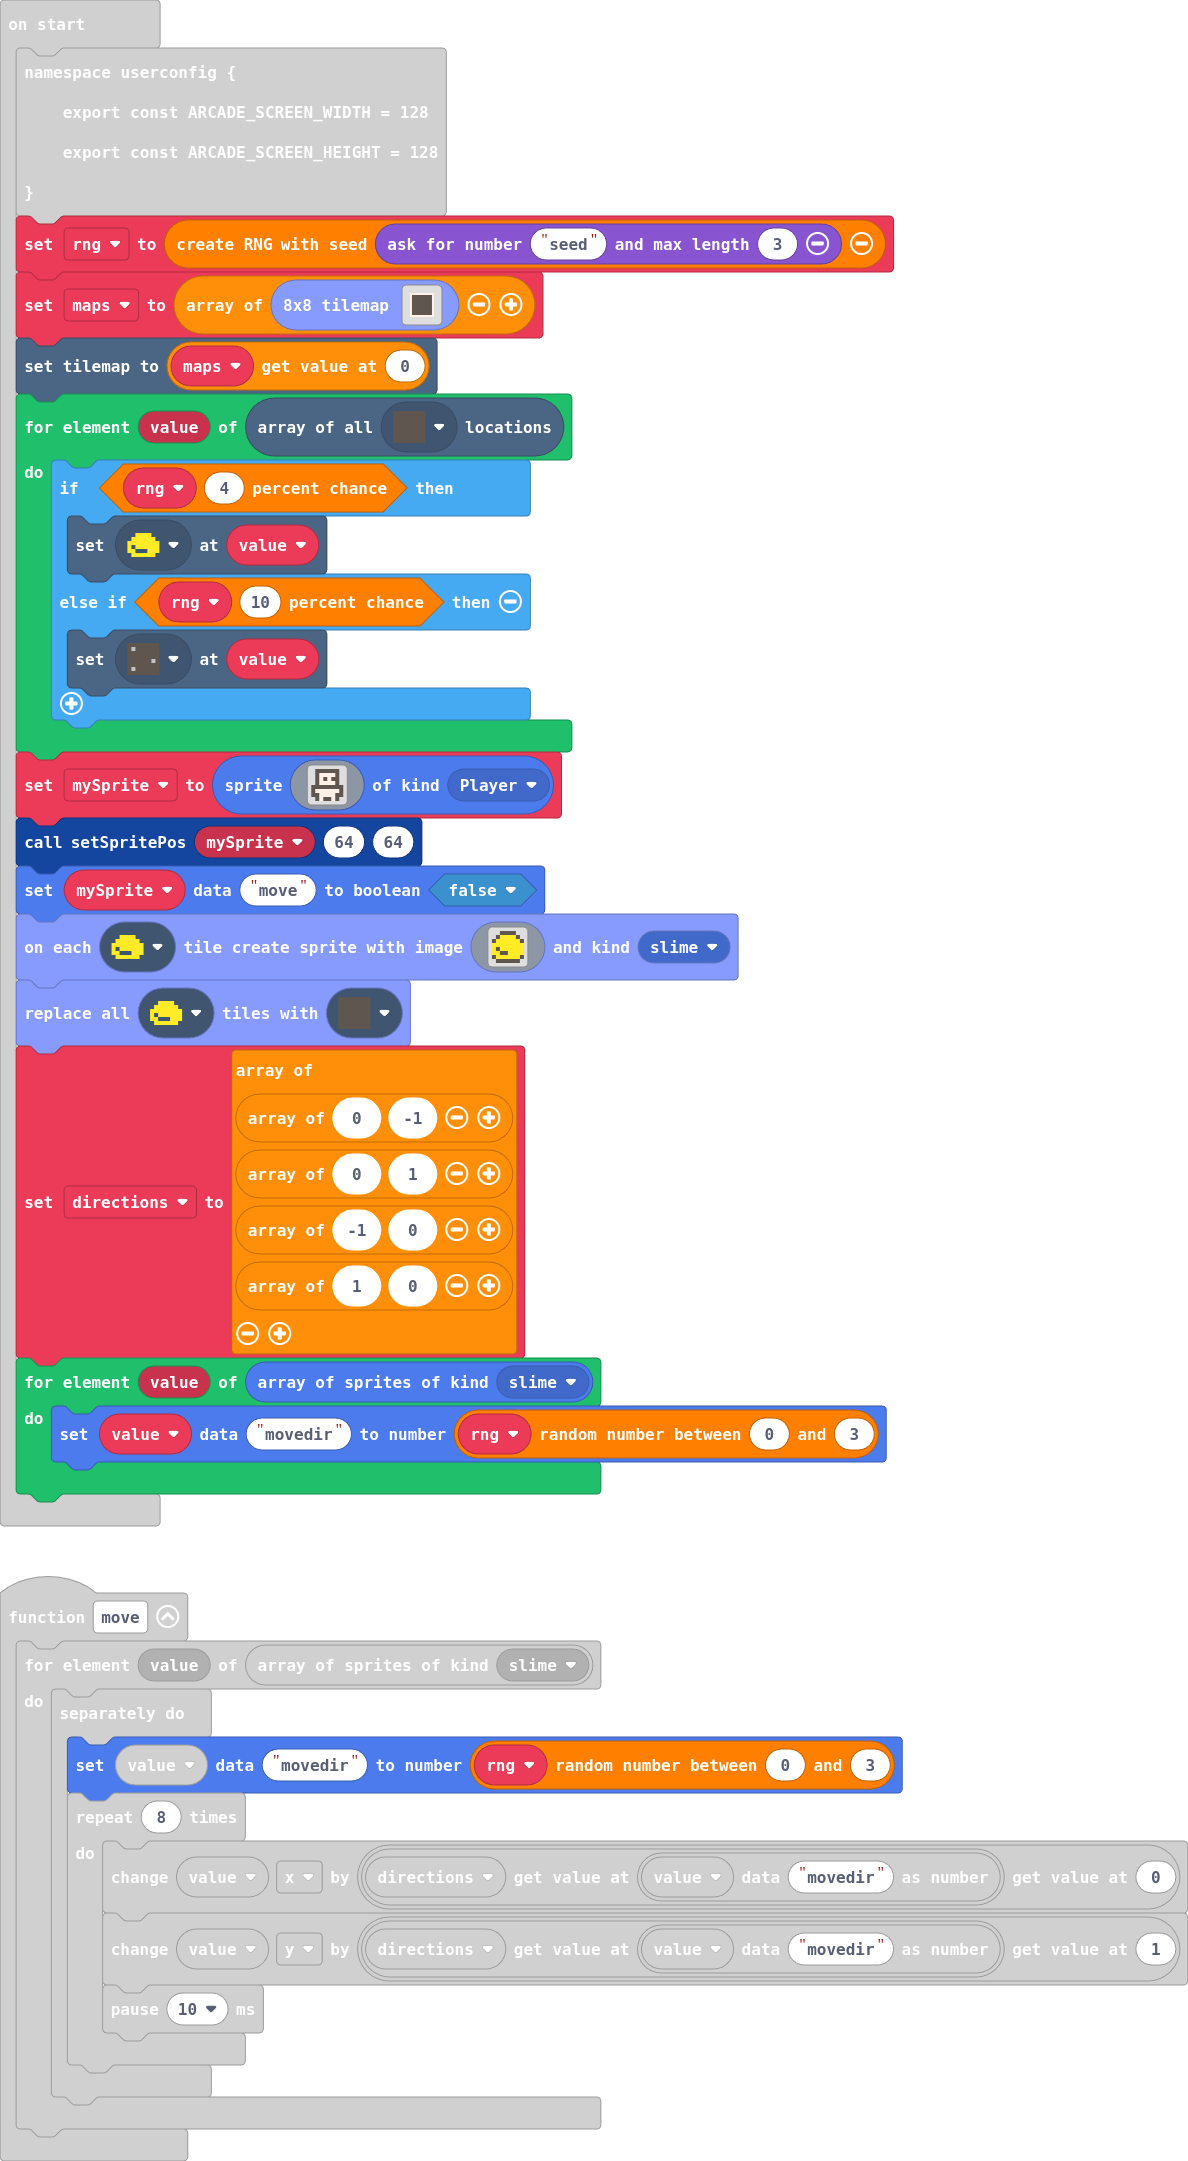 on start
namespace userconfig {
export const ARCADE_SCREEN_WIDTH = 128
export const ARCADE_SCREEN_HEIGHT = 128
}
set rng to create RNG with seed ask for number "seed" and max length 3
set maps to array of 8x8 tilemap
set tilemap to maps get value at 0
for element value of array of all locations
do
if rng 4 percent chance then
set at value
else if rng 10 percent chance then
set at value
set mySprite to sprite of kind Player
call setSpritePos mySprite 64 64
set mySprite data "move" to boolean false
on each tile create sprite with image and kind slime
replace all tiles with
array of
array of 0 -1
array of 0 1
set directions to
array of -1 0
array of 1 0
for element value of array of sprites of kind slime
do
set value data "movedir" to number rng random number between 0 and 3
function move
for element value of array of sprites of kind slime
do
separately do
set value data "movedir" to number rng random number between 0 and 3
repeat 8 times
do
change value x by directions get value at value data "movedir" as number get value at 0
change value y by directions get value at value data "movedir" as number get value at 1
pause 10 ms